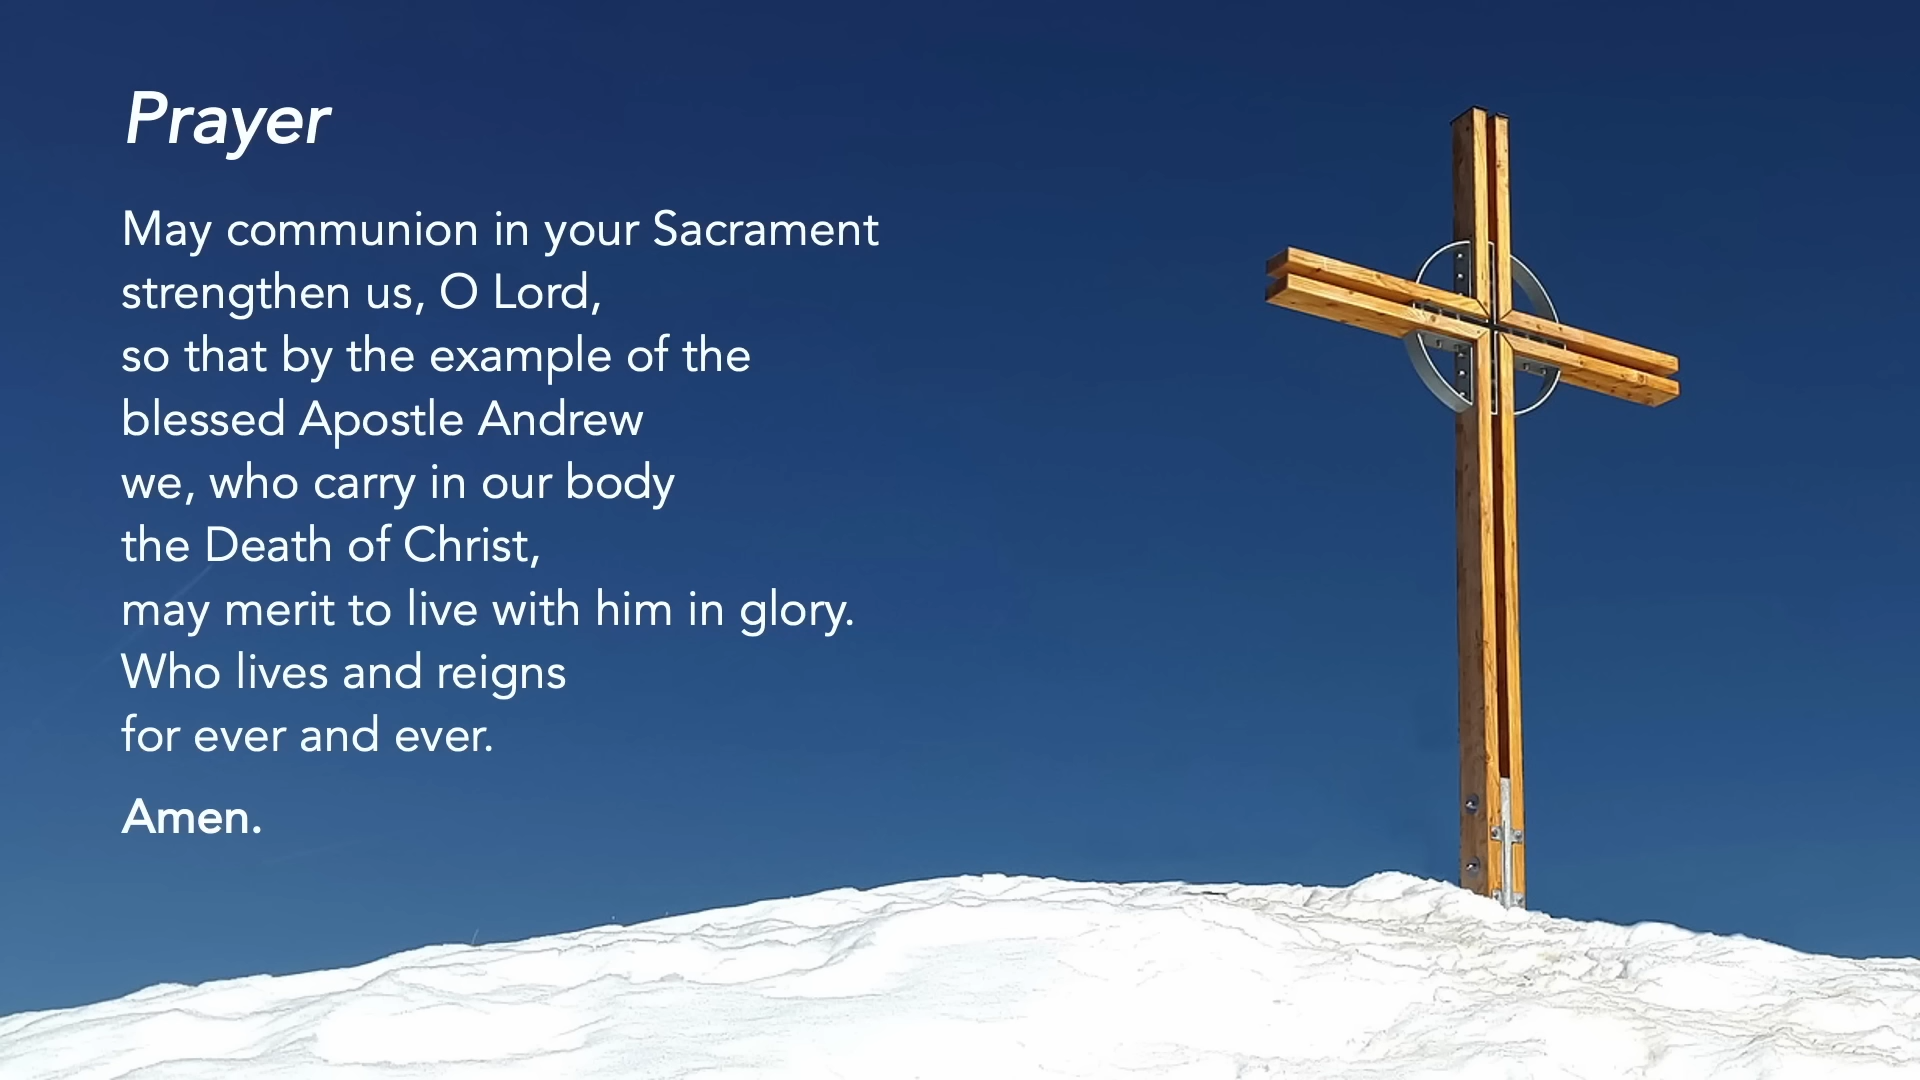 Prayer
May communion in your Sacrament
strengthen us, O Lord,
so that by the example of the
blessed Apostle Andrew
we, who carry in our body
the Death of Christ,
may merit to live with him in glory.
Who lives and reigns
for ever and ever.
Amen.